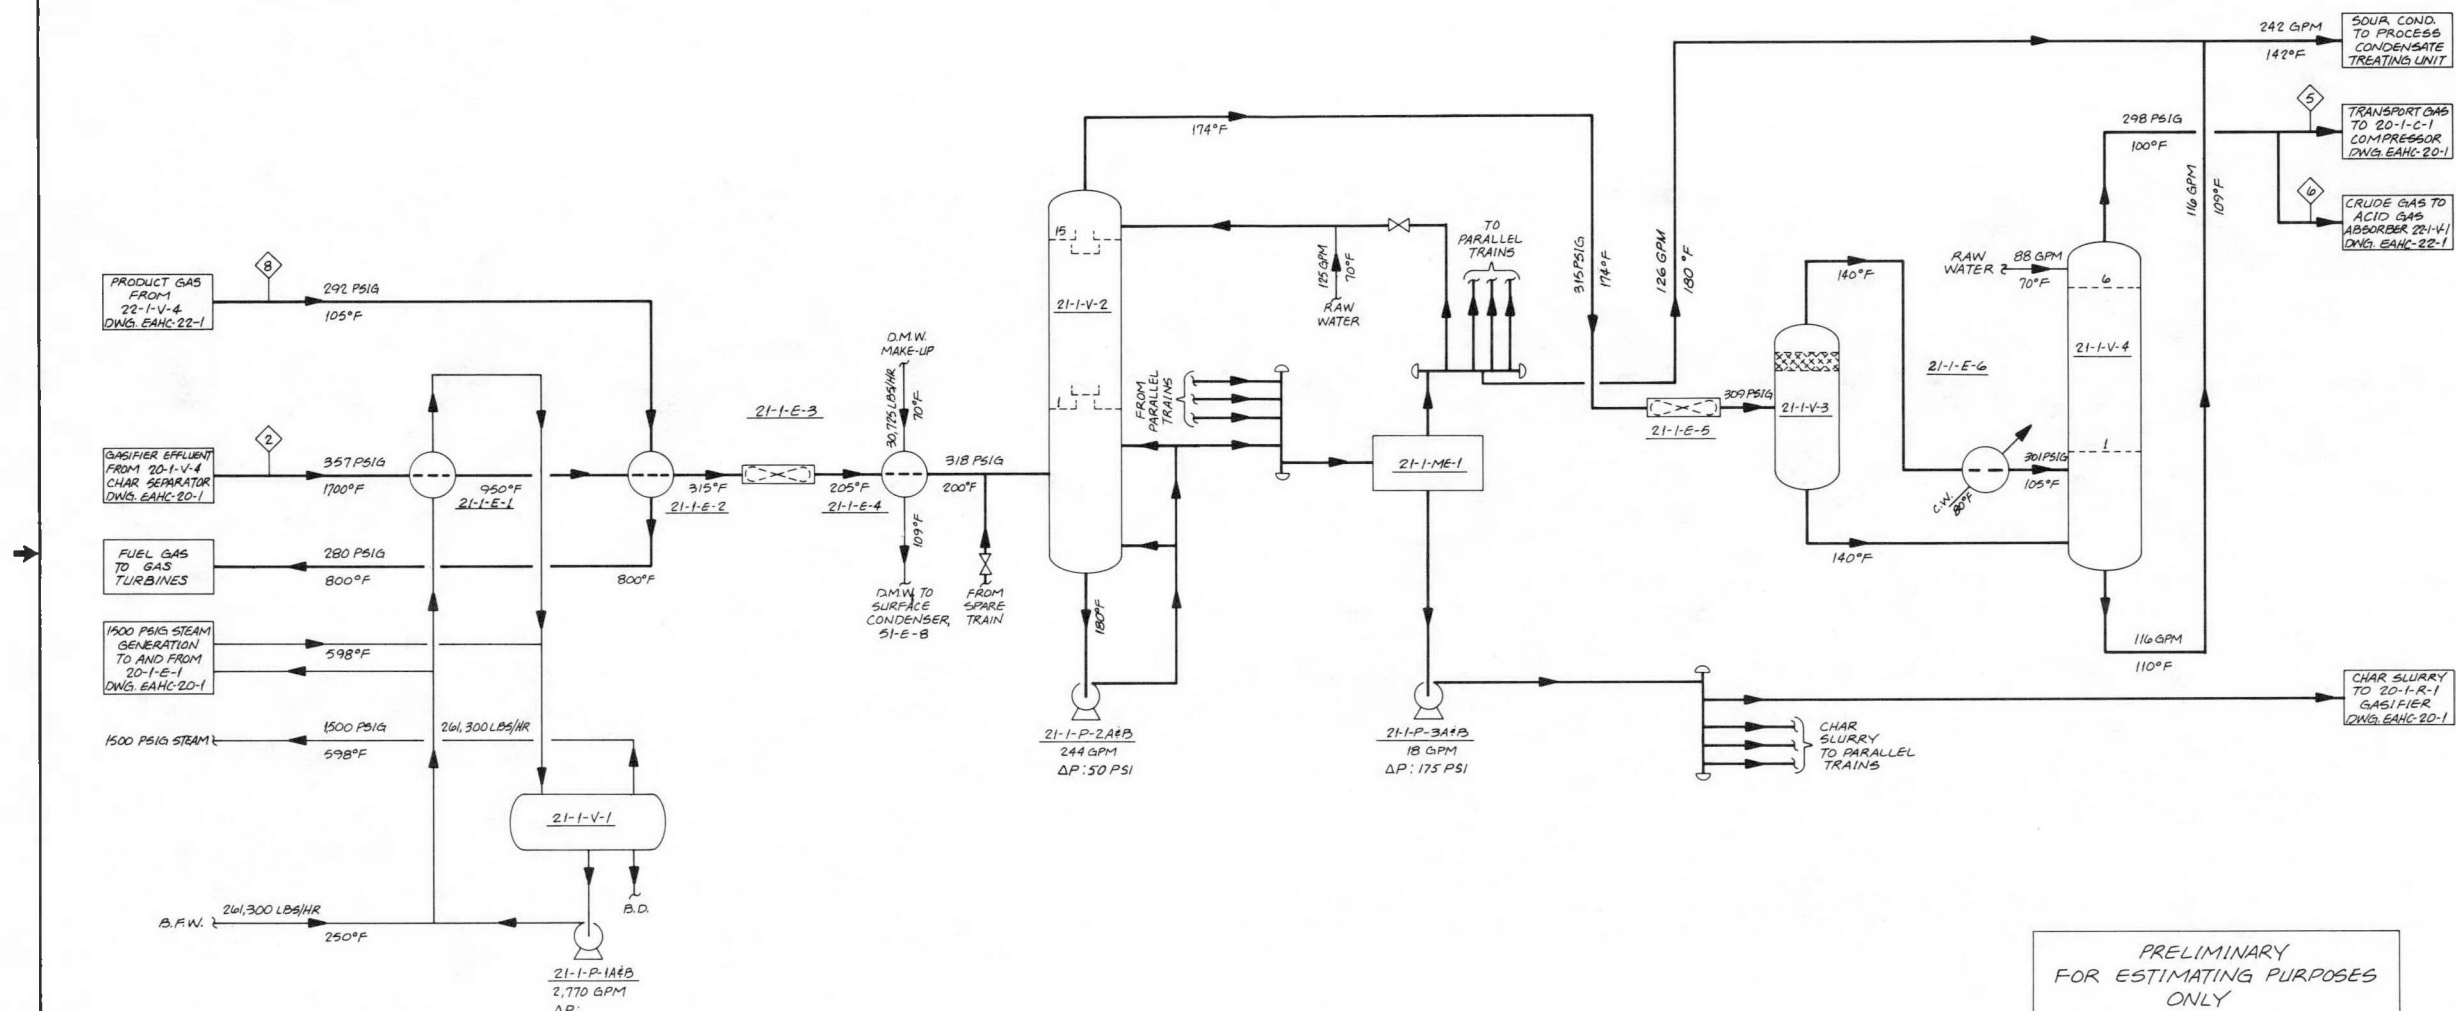 242 GPM
142°F
SOUR COND.
TO PROCESS
CONDENSATE
TREATING UNIT
5
298 PSIG
100°F
TRANSPORT GAS
TO 20-1-C-1
COMPRESSOR
DWG. EAHC-20-1
116 GPM
109°F
6
CRUDE GAS TO
ACID GAS
ABSORBER 22-1-V-1
DWG. EAHC-22-1
174°F
8
PRODUCT GAS
FROM
22-1-V-4
DWG. EAHC-22-1
292 PSIG
105°F
2
GASIFIER EFFLUENT
FROM 20-1-V-4
CHAR SEPARATOR
DWG. EAHC-20-1
357 PSIG
1700°F
950°F
21-1-E-1
315°F
21-1-E-2
21-1-E-3
205°F
21-1-E-4
D.M.W.
MAKE-UP
30,725 LBS/HR
70°F
109°F
D.M.W. TO
SURFACE
CONDENSER,
51-E-8
318 PSIG
200°F
FROM
SPARE
TRAIN
FUEL GAS
TO GAS
TURBINES
280 PSIG
800°F
800°F
1500 PSIG STEAM
GENERATION
TO AND FROM
20-1-E-1
DWG. EAHC-20-1
598°F
1500 PSIG STEAM
1500 PSIG
598°F
261,300 LBS/HR
21-1-V-1
B.D.
B.F.W.
261,300 LBS/HR
250°F
21-1-P-1A&B
2,770 GPM
ΔP:
15
21-1-V-2
1
180°F
21-1-P-2A&B
244 GPM
ΔP:50 PSI
125 GPM
70°F
RAW
WATER
FROM
PARALLEL
TRAINS
TO
PARALLEL
TRAINS
21-1-ME-1
21-1-P-3A&B
18 GPM
ΔP: 175 PSI
315 PSIG
174°F
126 GPM
180°F
21-1-E-5
309 PSIG
21-1-V-3
140°F
140°F
21-1-E-6
C.W.
80°F
301 PSIG
105°F
RAW
WATER
88 GPM
70°F
6
21-1-V-4
1
116 GPM
110°F
CHAR
SLURRY
TO PARALLEL
TRAINS
CHAR SLURRY
TO 20-1-R-1
GASIFIER
DWG. EAHC-20-1
PRELIMINARY
FOR ESTIMATING PURPOSES
ONLY